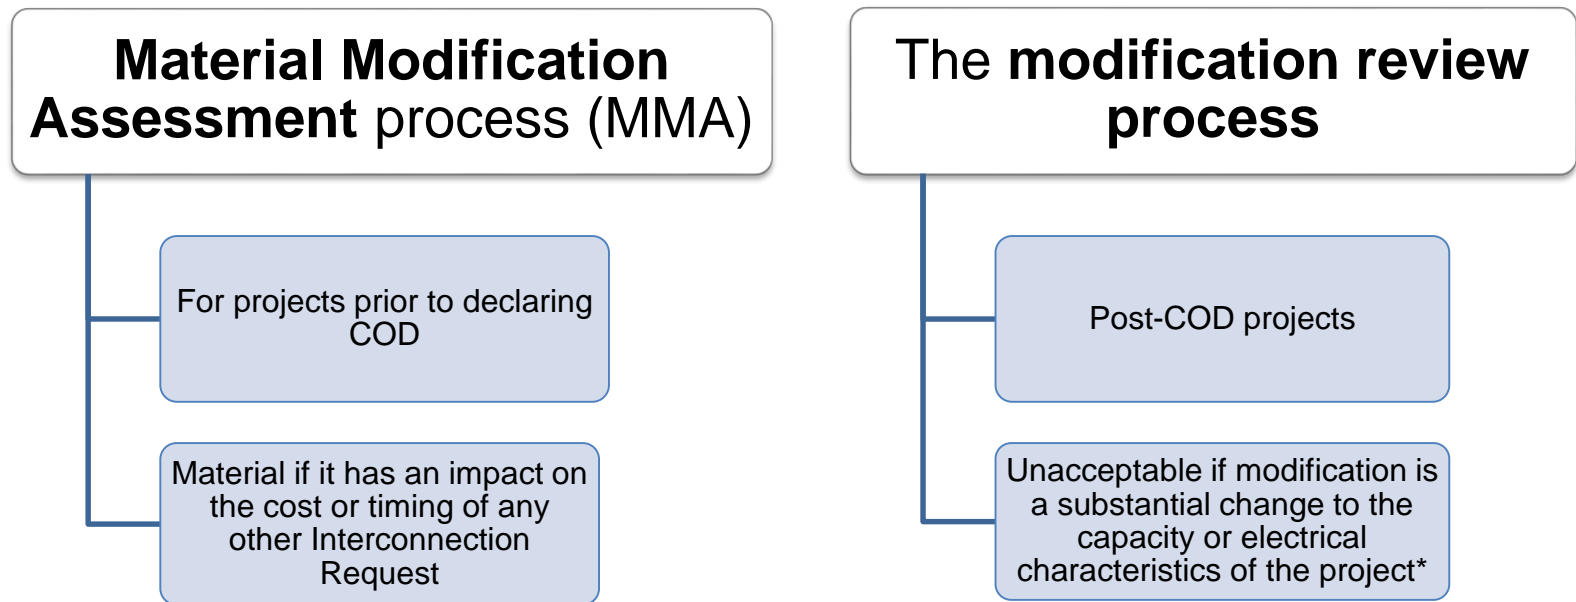 Material Modification
Assessment process (MMA)
For projects prior to declaring
COD
Material if it has an impact on
the cost or timing of any
other Interconnection
Request
The modification review
process
Post-COD projects
Unacceptable if modification is
a substantial change to the
capacity or electrical
characteristics of the project*